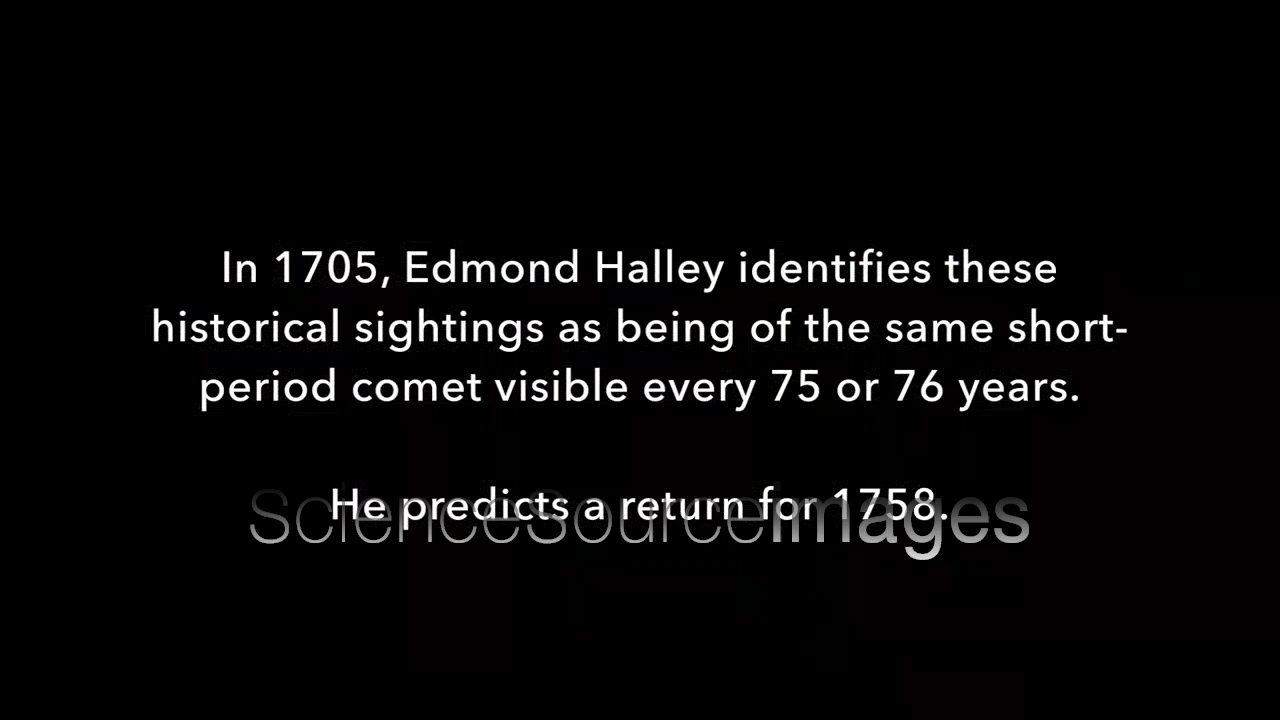 In 1705, Edmond Halley identifies these
historical sightings as being of the same short-
period comet visible every 75 or 76 years.
He predicts a return for 1758.
ScienceSourceImages